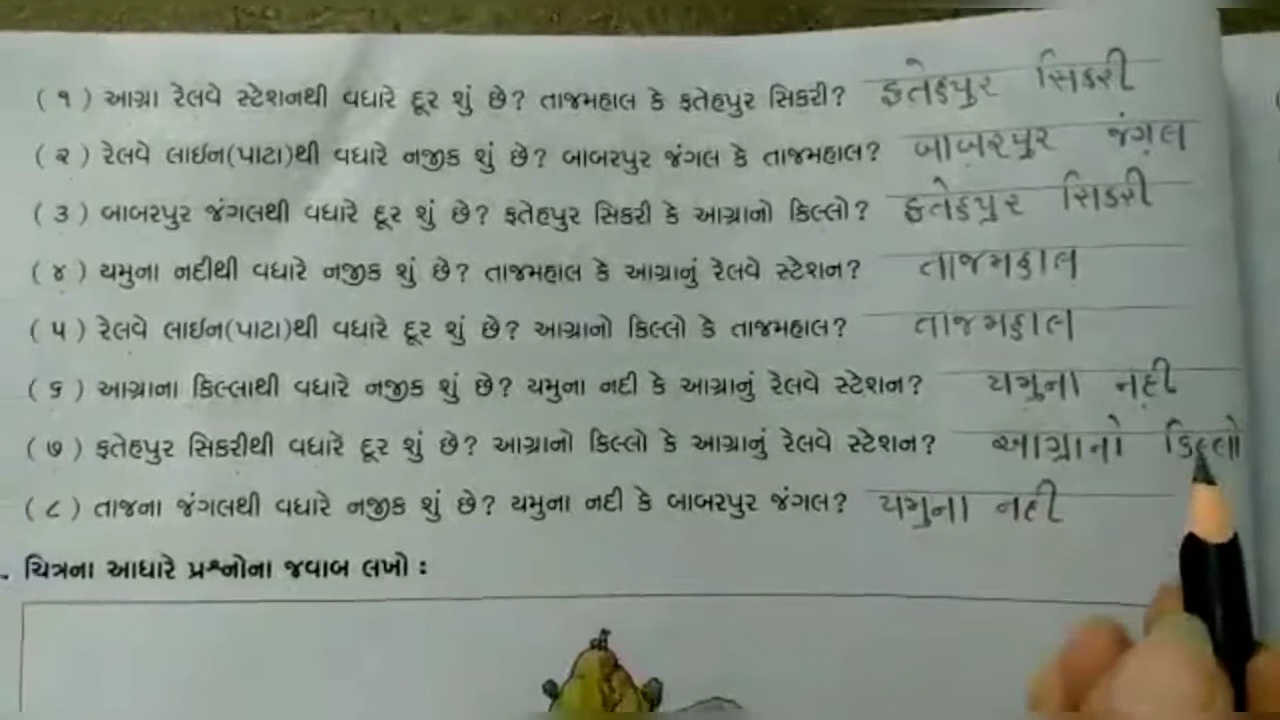 ( ૧ ) આગ્રા રેલવે સ્ટેશનથી વધારે દૂર શું છે? તાજમહાલ કે ફતેહપુર સિકરી? ફતેહપુર સિકરી
( ૨ ) રેલવે લાઇન(પાટા)થી વધારે નજીક શું છે? બાબરપુર જંગલ કે તાજમહાલ? બાબરપુર જંગલ
( ૩ ) બાબરપુર જંગલથી વધારે દૂર શું છે? ફતેહપુર સિકરી કે આગ્રાનો કિલ્લો? ફતેહપુર સિકરી
( ૪ ) યમુના નદીથી વધારે નજીક શું છે? તાજમહાલ કે આગ્રાનું રેલવે સ્ટેશન? તાજમહાલ
( ૫ ) રેલવે લાઇન(પાટા)થી વધારે દૂર શું છે? આગ્રાનો કિલ્લો કે તાજમહાલ? તાજમહાલ
( ૬ ) આગ્રાના કિલ્લાથી વધારે નજીક શું છે? યમુના નદી કે આગ્રાનું રેલવે સ્ટેશન? યમુના નદી
( ૭ ) ફતેહપુર સિકરીથી વધારે દૂર શું છે? આગ્રાનો કિલ્લો કે આગ્રાનું રેલવે સ્ટેશન? આગ્રાનો કિલ્લો
( ૮ ) તાજના જંગલથી વધારે નજીક શું છે? યમુના નદી કે બાબરપુર જંગલ? યમુના નદી
. ચિત્રના આધારે પ્રશ્નોના જવાબ લખો :